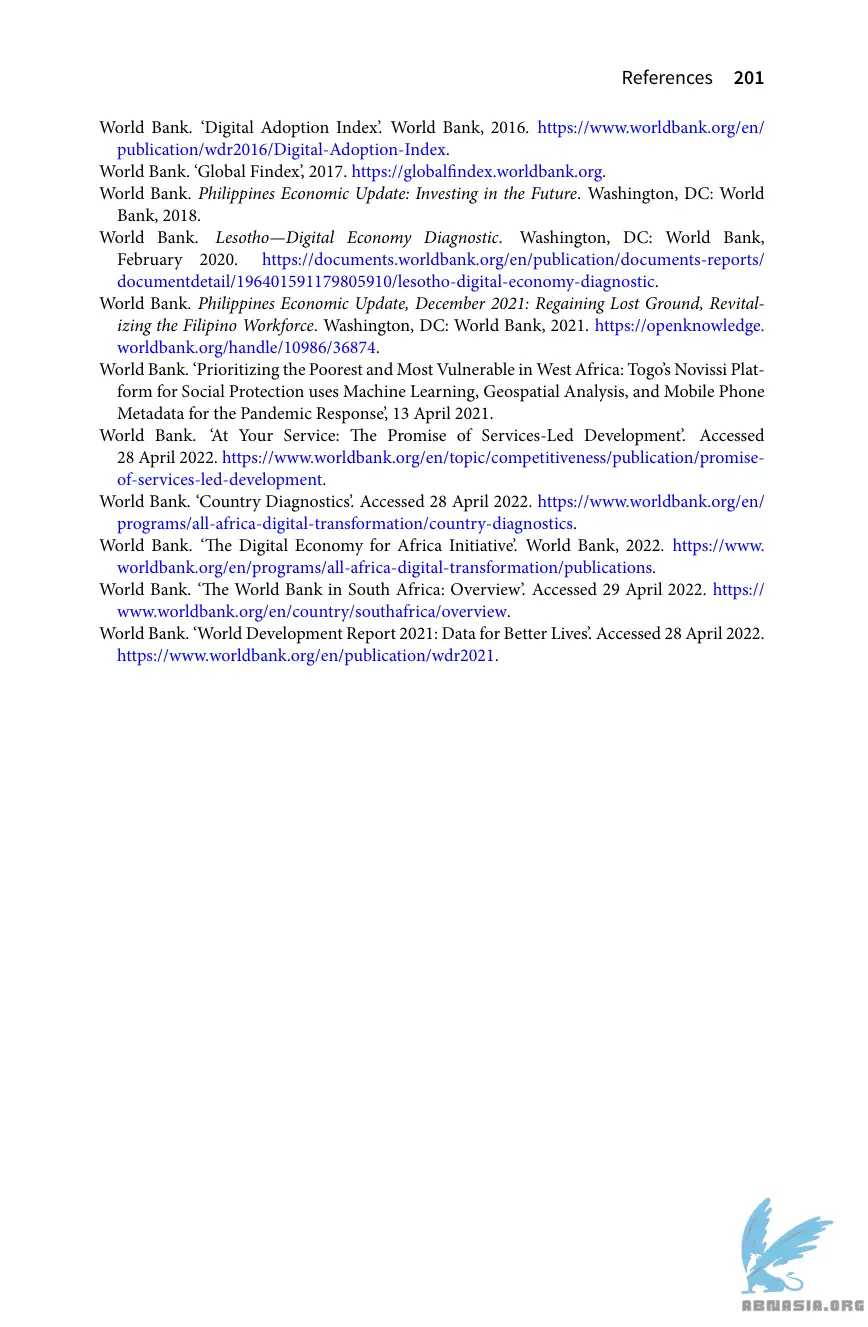 References 201
World Bank. ‘Digital Adoption Index’. World Bank, 2016. https://www.worldbank.org/en/
publication/wdr2016/Digital-Adoption-Index.
World Bank. ‘Global Findex’, 2017. https://globalfindex.worldbank.org.
World Bank. Philippines Economic Update: Investing in the Future. Washington, DC: World
Bank, 2018.
World Bank. Lesotho—Digital Economy Diagnostic. Washington, DC: World Bank,
February 2020. https://documents.worldbank.org/en/publication/documents-reports/
documentdetail/196401591179805910/lesotho-digital-economy-diagnostic.
World Bank. Philippines Economic Update, December 2021: Regaining Lost Ground, Revital-
izing the Filipino Workforce. Washington, DC: World Bank, 2021. https://openknowledge.
worldbank.org/handle/10986/36874.
World Bank. ‘Prioritizing the Poorest and Most Vulnerable in West Africa: Togo’s Novissi Plat-
form for Social Protection uses Machine Learning, Geospatial Analysis, and Mobile Phone
Metadata for the Pandemic Response’, 13 April 2021.
World Bank. ‘At Your Service: The Promise of Services-Led Development’. Accessed
28 April 2022. https://www.worldbank.org/en/topic/competitiveness/publication/promise-
of-services-led-development.
World Bank. ‘Country Diagnostics’. Accessed 28 April 2022. https://www.worldbank.org/en/
programs/all-africa-digital-transformation/country-diagnostics.
World Bank. ‘The Digital Economy for Africa Initiative’. World Bank, 2022. https://www.
worldbank.org/en/programs/all-africa-digital-transformation/publications.
World Bank. ‘The World Bank in South Africa: Overview’. Accessed 29 April 2022. https://
www.worldbank.org/en/country/southafrica/overview.
World Bank. ‘World Development Report 2021: Data for Better Lives’. Accessed 28 April 2022.
https://www.worldbank.org/en/publication/wdr2021.
ABNASIA.ORG